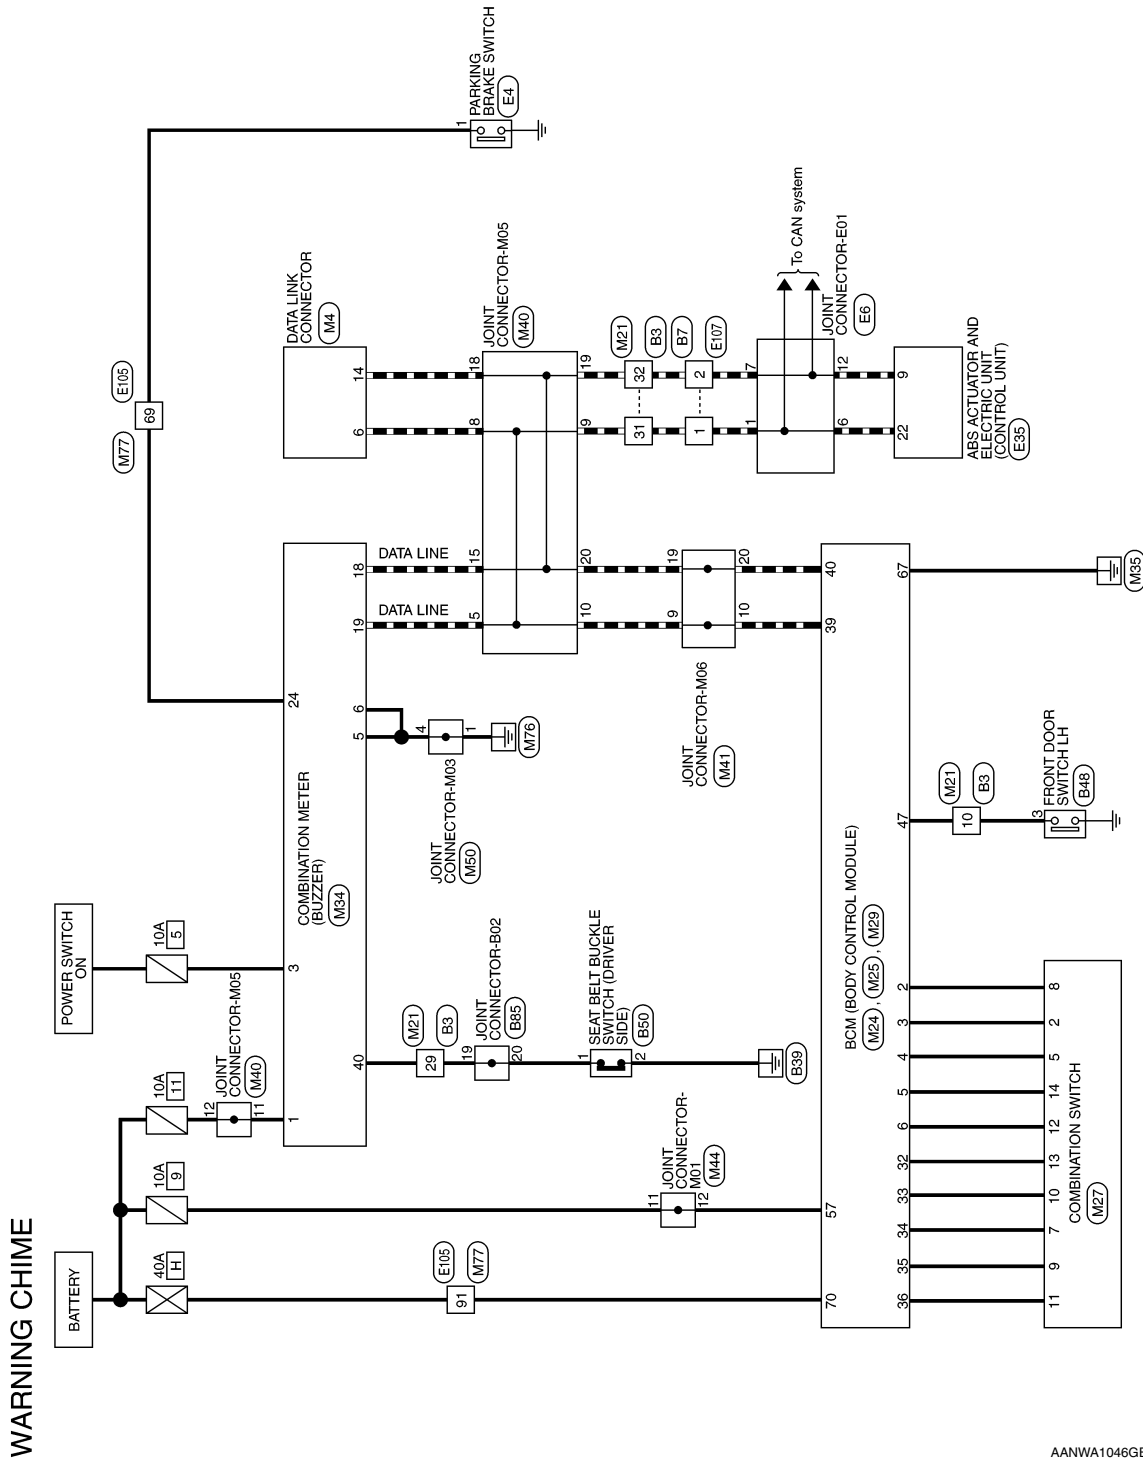 WARNING CHIME
BATTERY
40A
H
10A
9
10A
11
POWER SWITCH
ON
10A
5
12
JOINT
CONNECTOR-M05
M40
11
1
3
24
COMBINATION METER
(BUZZER)
M34
40
5
6
19
18
M77
69
E105
1
PARKING
BRAKE SWITCH
E4
DATA LINK
CONNECTOR
M4
6
14
DATA LINE
DATA LINE
5
15
8
18
JOINT
CONNECTOR-M05
M40
10
20
9
19
M21
B3
29
19
JOINT
CONNECTOR-B02
B85
20
1
SEAT BELT BUCKLE
SWITCH (DRIVER
SIDE)
B50
2
B39
4
1
JOINT
CONNECTOR-M03
M50
M76
31
32
M21
B3
1
2
B7
E107
1
7
To CAN system
JOINT
CONNECTOR-E01
E6
6
12
22
9
ABS ACTUATOR AND
ELECTRIC UNIT
(CONTROL UNIT)
E35
9
19
10
20
JOINT
CONNECTOR-M06
M41
E105
M77
91
11
JOINT
CONNECTOR-
M01
M44
12
70
57
39
40
BCM (BODY CONTROL MODULE)
M24 , M25 , M29
36
35
34
33
32
6
5
4
3
2
47
67
11
9
7
10
13
12
14
5
2
8
COMBINATION SWITCH
M27
M21
B3
10
3
FRONT DOOR
SWITCH LH
B48
M35
AANWA1046GE